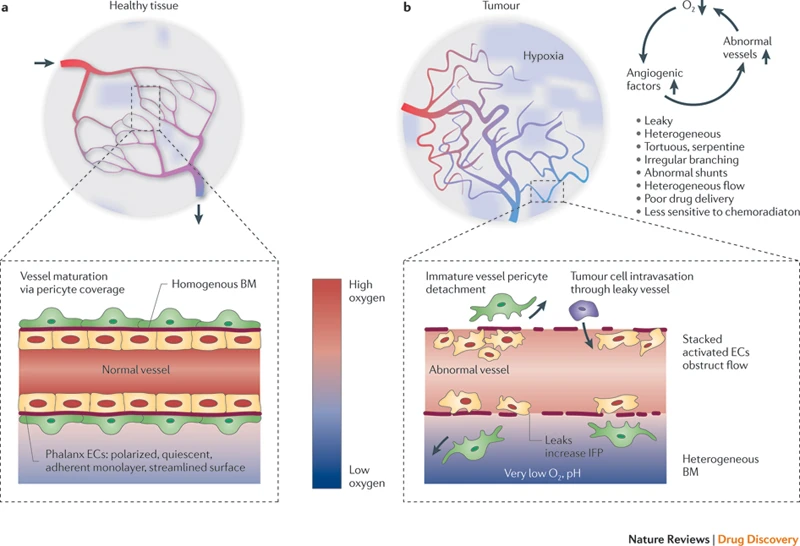 a
Healthy tissue
Vessel maturation
via pericyte coverage
Homogenous BM
Normal vessel
Phalanx ECs: polarized, quiescent,
adherent monolayer, streamlined surface
High
oxygen
Low
oxygen
b
Tumour
Hypoxia
O2
Abnormal
vessels
Angiogenic
factors
• Leaky
• Heterogeneous
• Tortuous, serpentine
• Irregular branching
• Abnormal shunts
• Heterogeneous flow
• Poor drug delivery
• Less sensitive to chemoradiaton
Immature vessel pericyte
detachment
Tumour cell intravasation
through leaky vessel
Abnormal vessel
Stacked
activated ECs
obstruct flow
Leaks
increase IFP
Very low O2, pH
Heterogeneous
BM
Nature Reviews | Drug Discovery